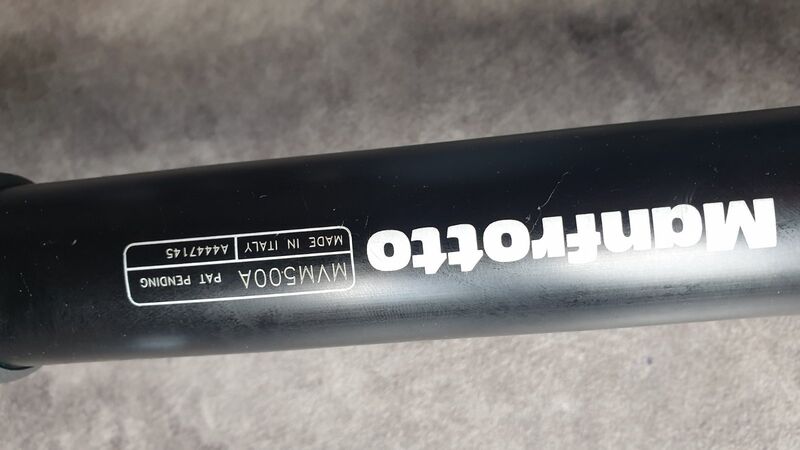 Manfrotto
MVM500A PAT PENDING
MADE IN ITALY A4447145